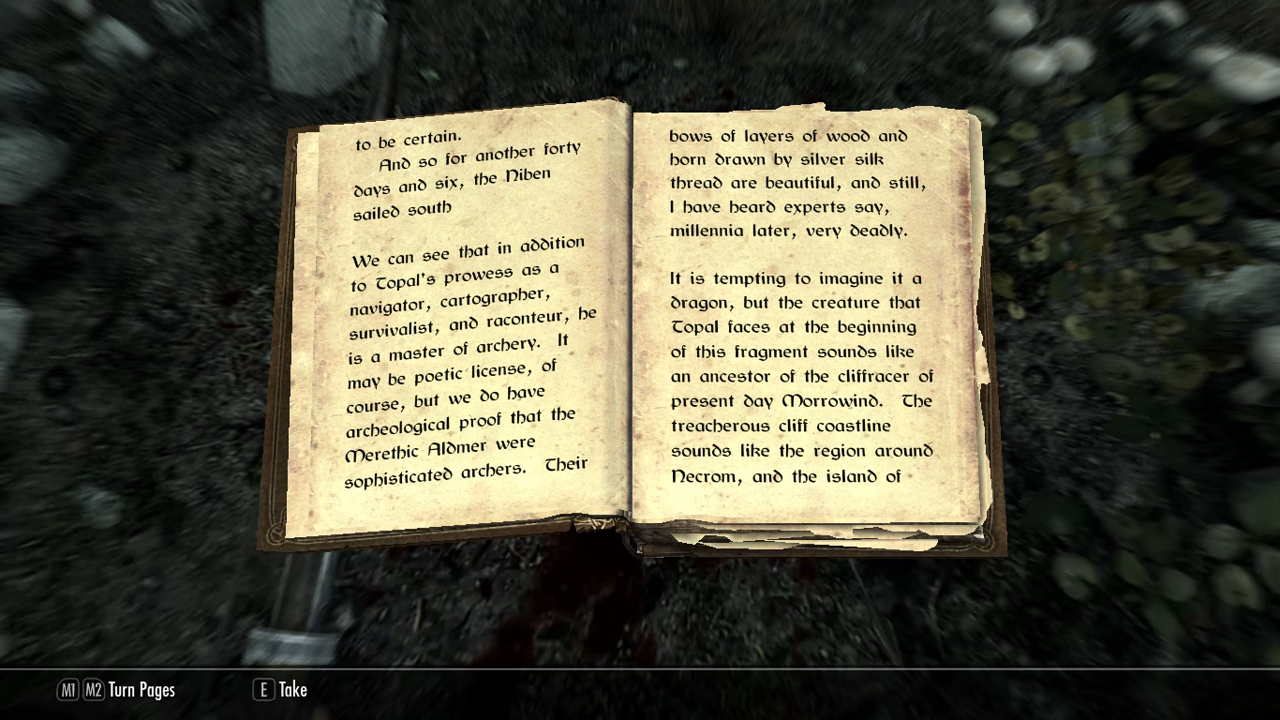 to be certain.
And so for another forty
days and six, the Niben
sailed south
We can see that in addition
to Topal's prowess as a
navigator, cartographer,
survivalist, and raconteur, he
is a master of archery. It
may be poetic license, of
course, but we do have
archeological proof that the
Merethic Aldmer were
sophisticated archers. Their
bows of layers of wood and
horn drawn by silver silk
thread are beautiful, and still,
I have heard experts say,
millennia later, very deadly.
It is tempting to imagine it a
dragon, but the creature that
Topal faces at the beginning
of this fragment sounds like
an ancestor of the cliffracer of
present day Morrowind. The
treacherous cliff coastline
sounds like the region around
Necrom, and the island of
M1 M2 Turn Pages
E Take